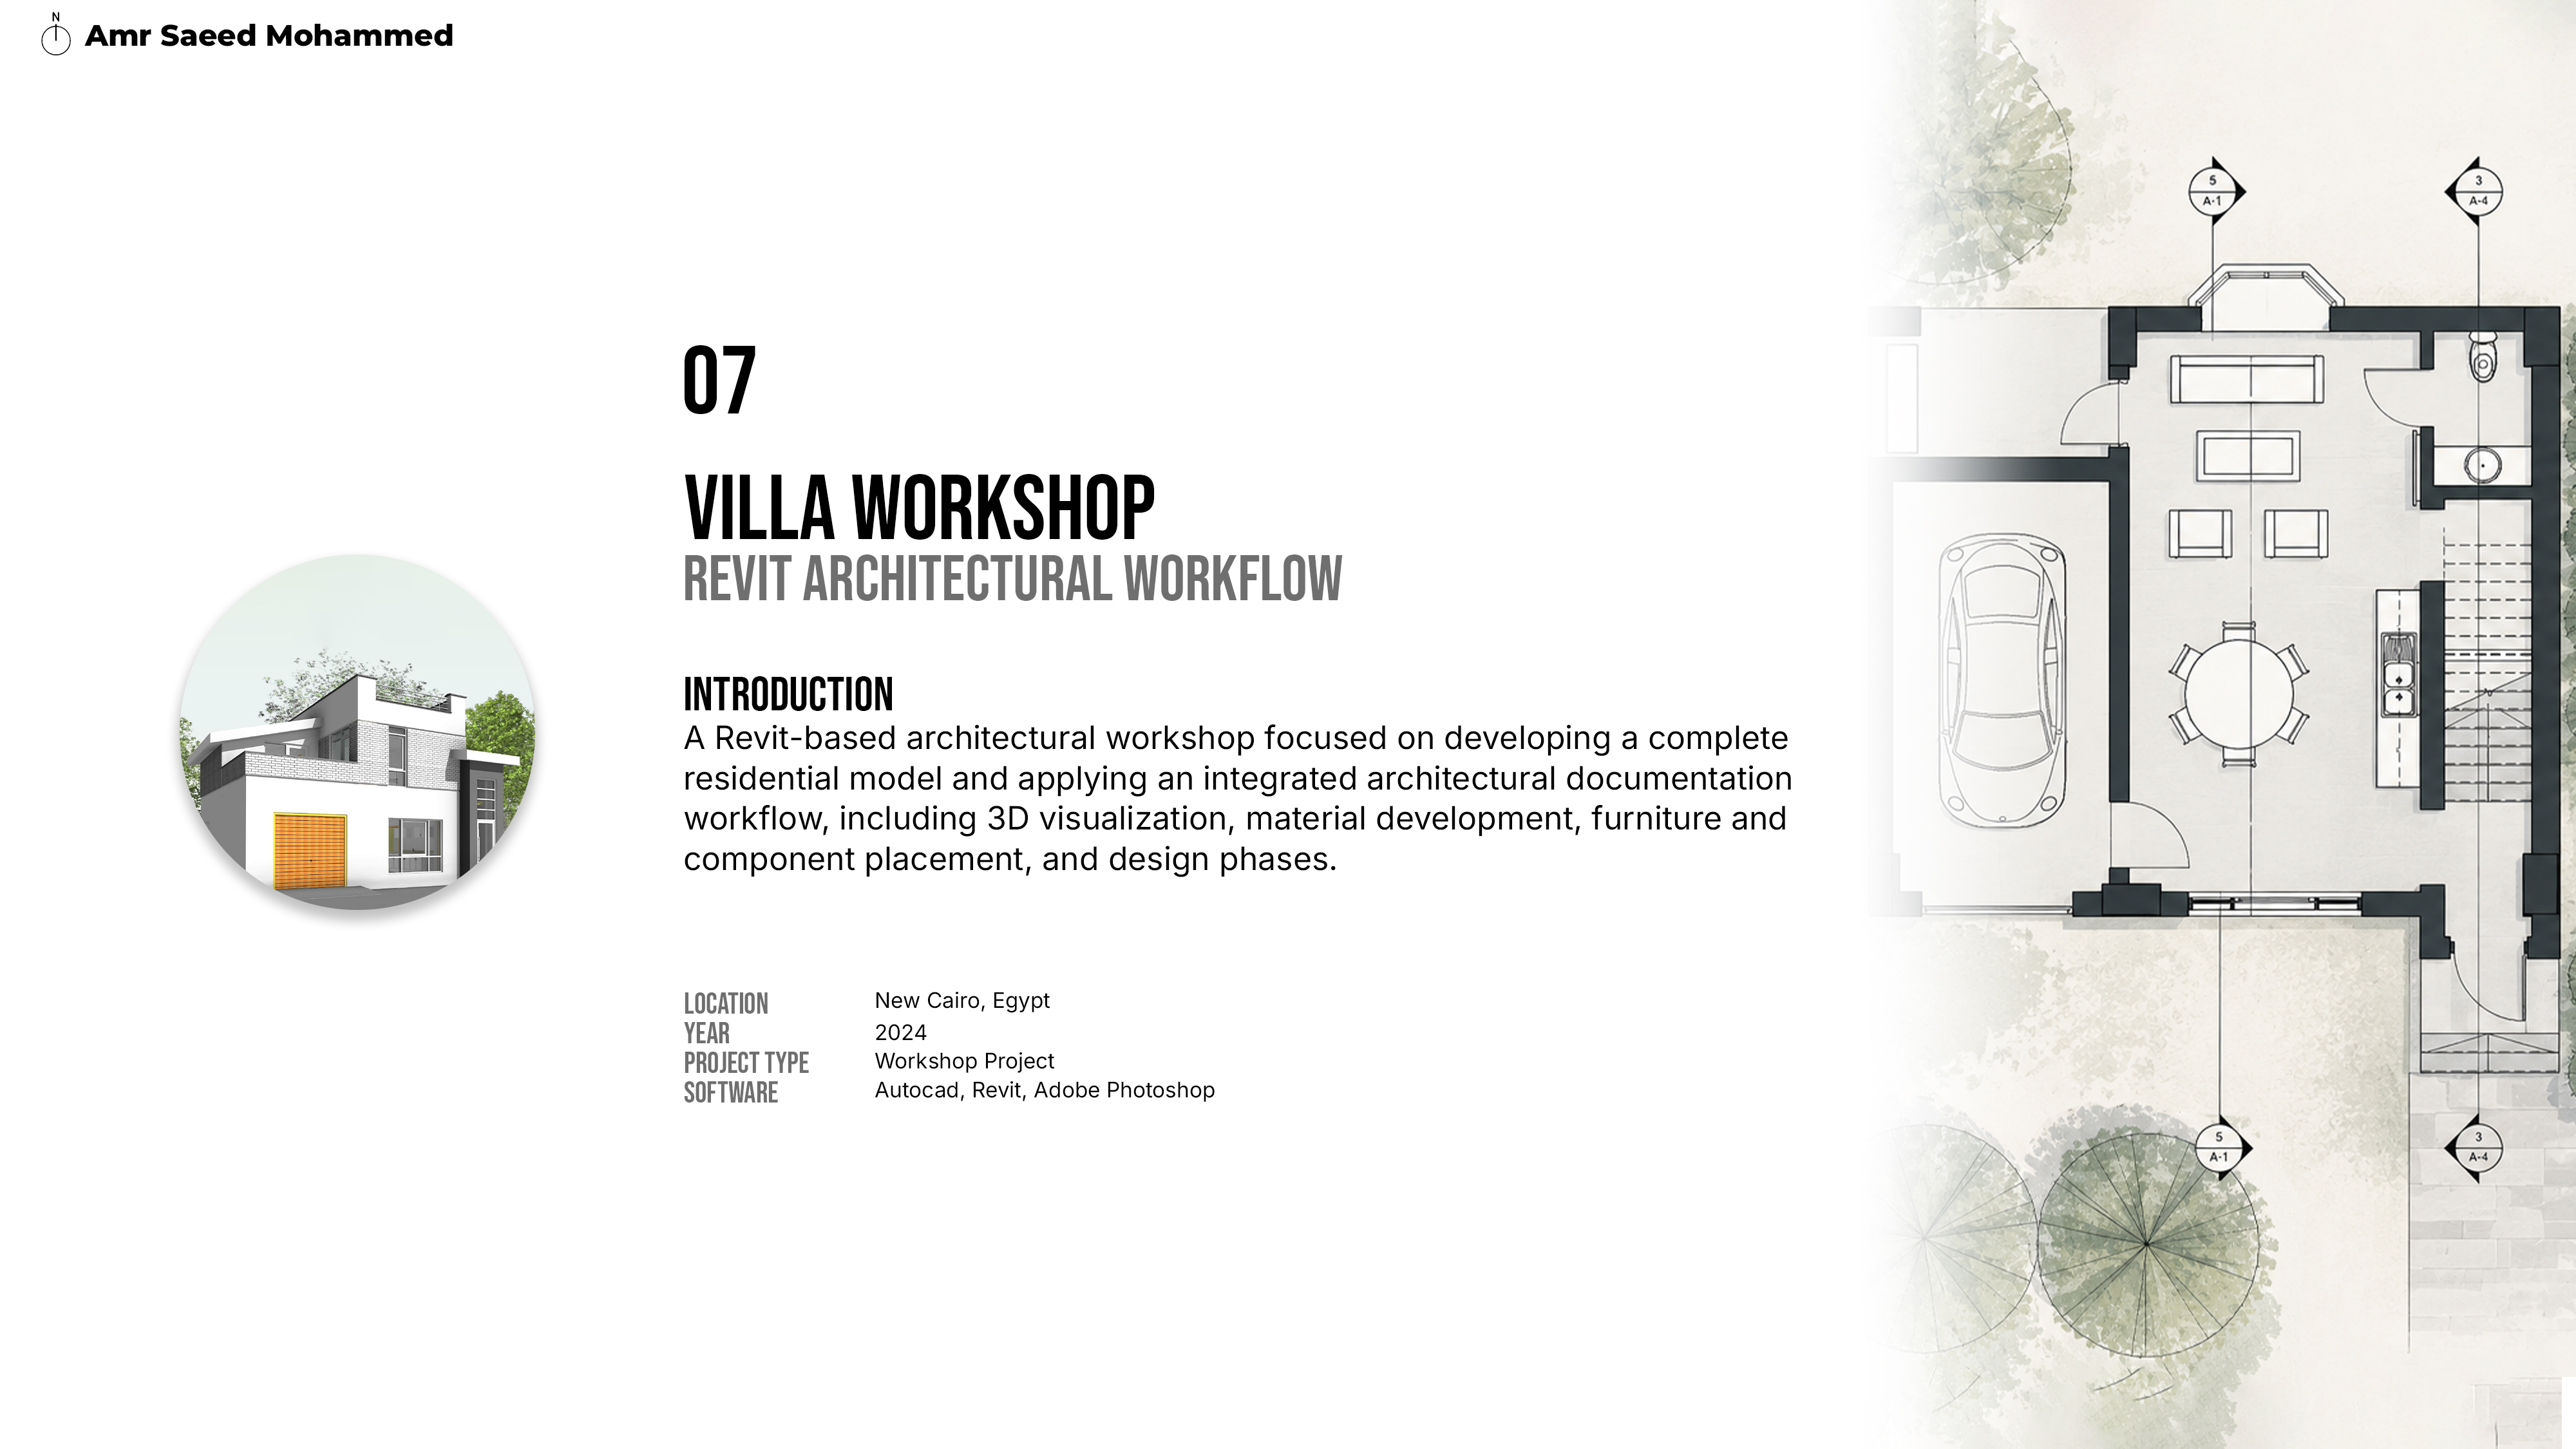 N
Amr Saeed Mohammed
5
A-1
3
A-4
07
VILLA WORKSHOP
REVIT ARCHITECTURAL WORKFLOW
INTRODUCTION
A Revit-based architectural workshop focused on developing a complete
residential model and applying an integrated architectural documentation
workflow, including 3D visualization, material development, furniture and
component placement, and design phases.
LOCATION New Cairo, Egypt
YEAR 2024
PROJECT TYPE Workshop Project
SOFTWARE Autocad, Revit, Adobe Photoshop
5
A-1
3
A-4